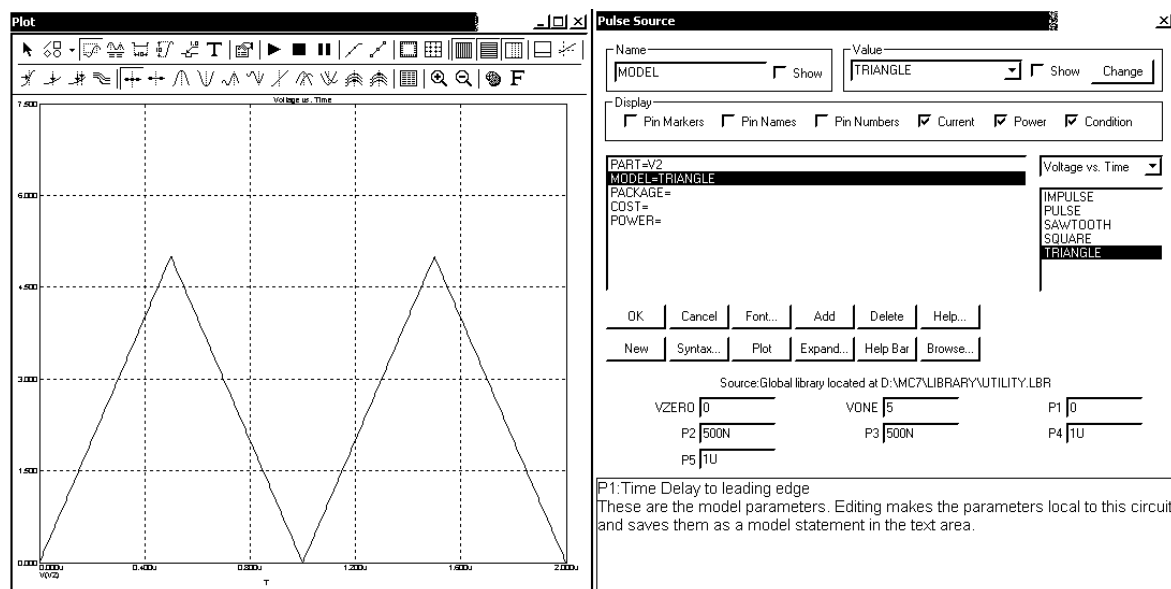 Plot
T
F
Voltage vs. Time
7.500
6.000
4.500
3.000
1.500
0.000
0.000u 0.400u 0.800u 1.200u 1.600u 2.000u
V(V2)
T
Pulse Source
Name
MODEL
Show
Value
TRIANGLE
Show
Change
Display
Pin Markers Pin Names Pin Numbers Current Power Condition
PART=V2
MODEL=TRIANGLE
PACKAGE=
COST=
POWER=
Voltage vs. Time
IMPULSE
PULSE
SAWTOOTH
SQUARE
TRIANGLE
OK Cancel Font... Add Delete Help...
New Syntax... Plot Expand... Help Bar Browse...
Source:Global library located at D:\MC7\LIBRARY\UTILITY.LBR
VZERO 0 VONE 5 P1 0
P2 500N P3 500N P4 1U
P5 1U
P1:Time Delay to leading edge
These are the model parameters. Editing makes the parameters local to this circuit
and saves them as a model statement in the text area.